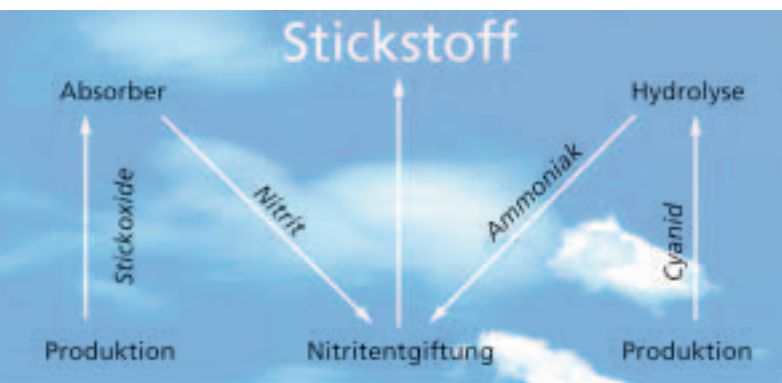 Stickstoff
Absorber
Hydrolyse
Stickoxide
Nitrit
Ammoniak
Cyanid
Produktion
Nitritentgiftung
Produktion